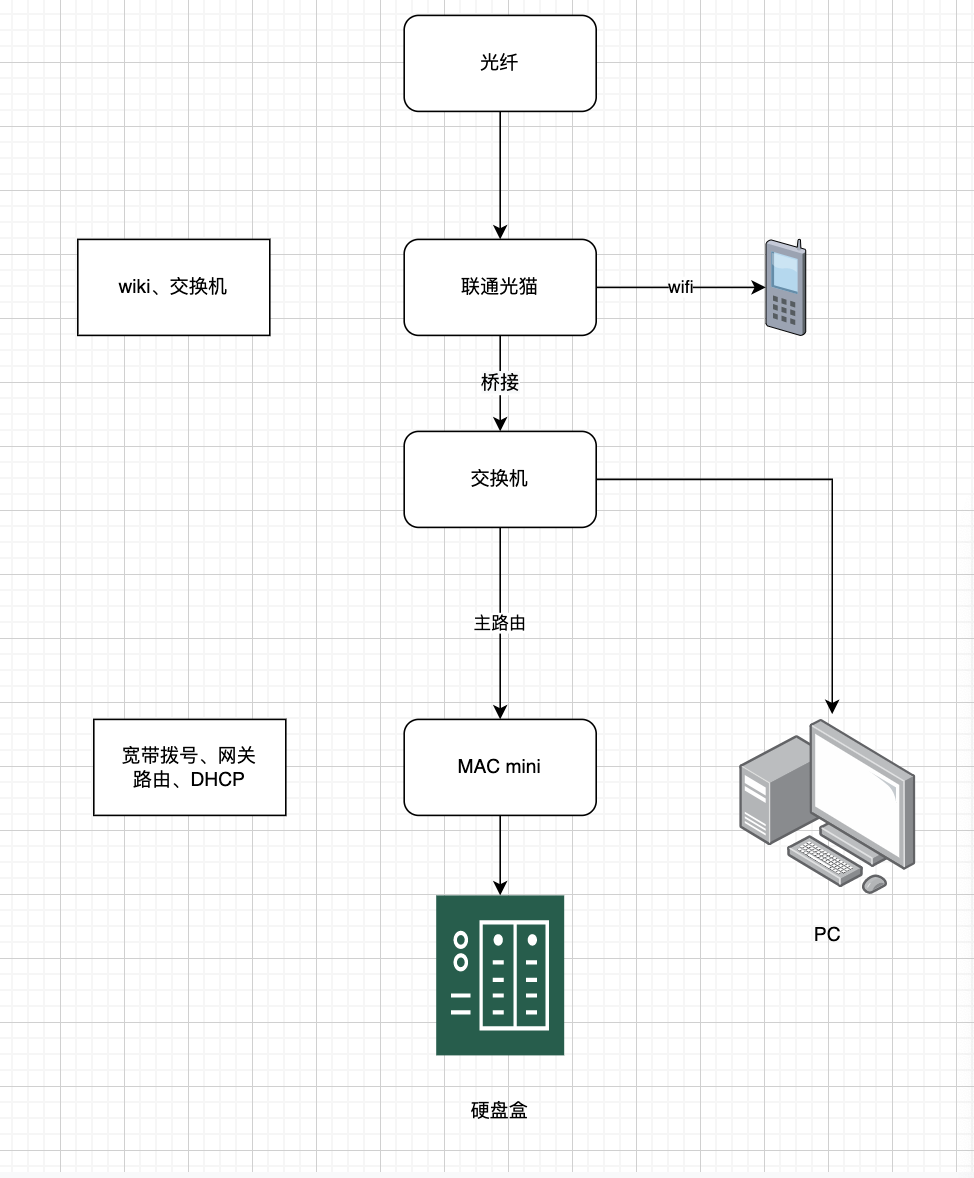 光纤
wiki、交换机
联通光猫
wifi
桥接
交换机
主路由
宽带拨号、网关
路由、DHCP
MAC mini
PC
硬盘盒